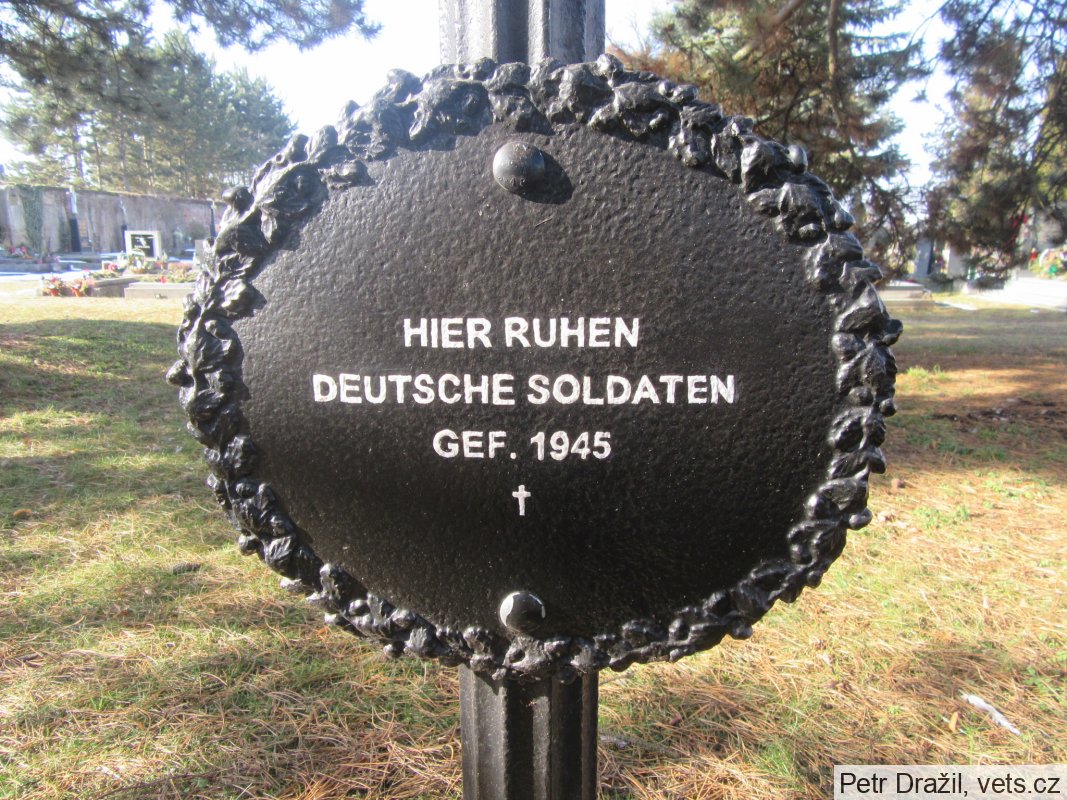 HIER RUHEN
DEUTSCHE SOLDATEN
GEF. 1945
†
Petr Dražil, vets.cz